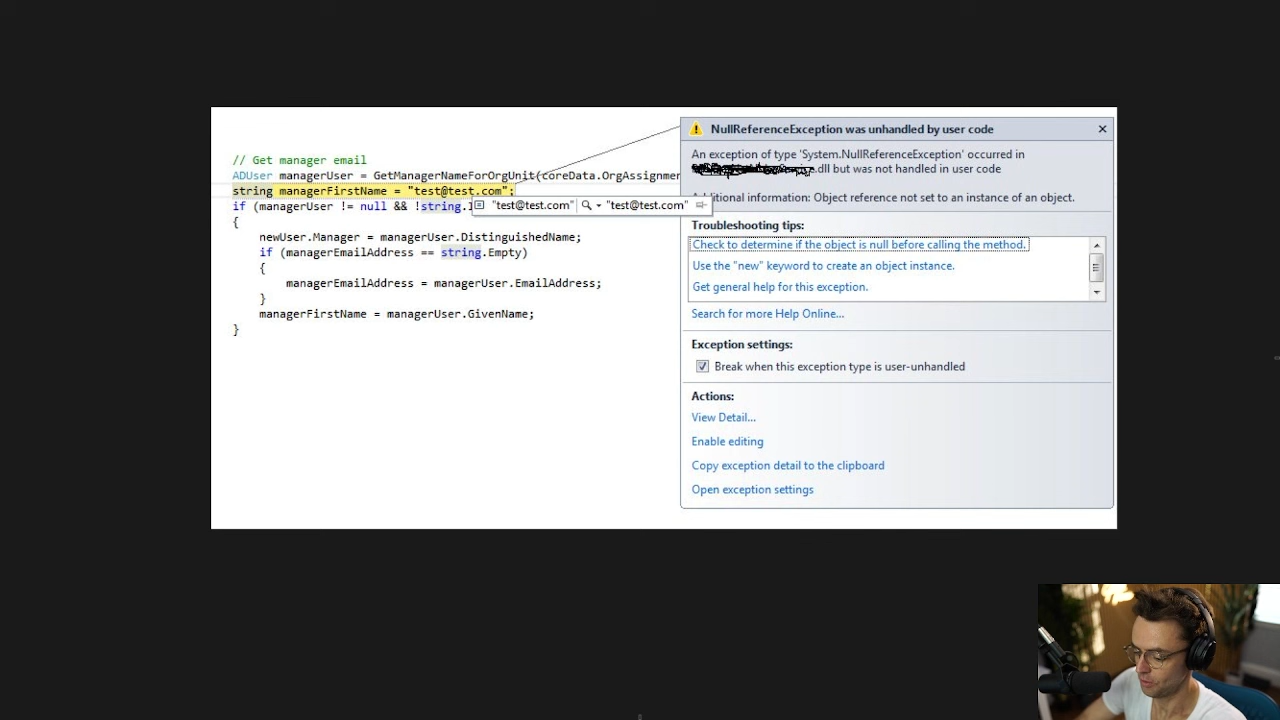 // Get manager email
ADUser managerUser = GetManagerNameForOrgUnit(coreData.OrgAssignmen
string managerFirstName = "test@test.com";
if (managerUser != null && !string.
"test@test.com" "test@test.com"
{
newUser.Manager = managerUser.DistinguishedName;
if (managerEmailAddress == string.Empty)
{
managerEmailAddress = managerUser.EmailAddress;
}
managerFirstName = managerUser.GivenName;
}
NullReferenceException was unhandled by user code
An exception of type 'System.NullReferenceException' occurred in
.dll but was not handled in user code
information: Object reference not set to an instance of an object.
Troubleshooting tips:
Check to determine if the object is null before calling the method.
Use the "new" keyword to create an object instance.
Get general help for this exception.
Search for more Help Online...
Exception settings:
Break when this exception type is user-unhandled
Actions:
View Detail...
Enable editing
Copy exception detail to the clipboard
Open exception settings